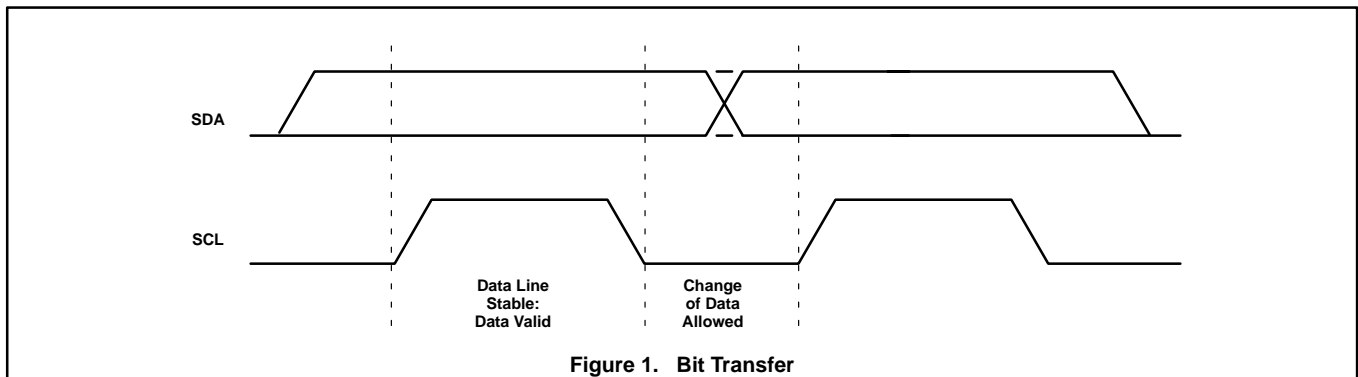 SDA
SCL
Data Line
Stable:
Data Valid
Change
of Data
Allowed
Figure 1. Bit Transfer